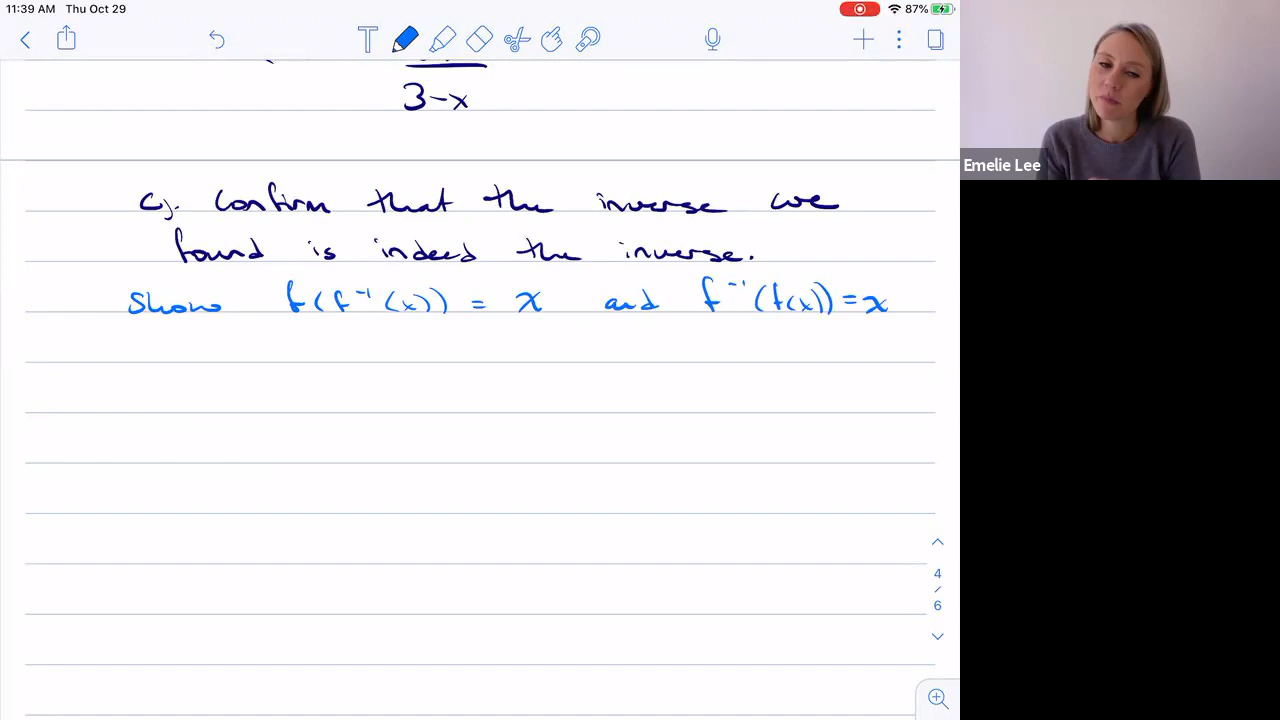 11:39 AM Thu Oct 29
87%
3-x
c). Confirm that the inverse we
found is indeed the inverse.
Show f(f⁻¹(x)) = x and f⁻¹(f(x)) = x
Emelie Lee
4
/
6